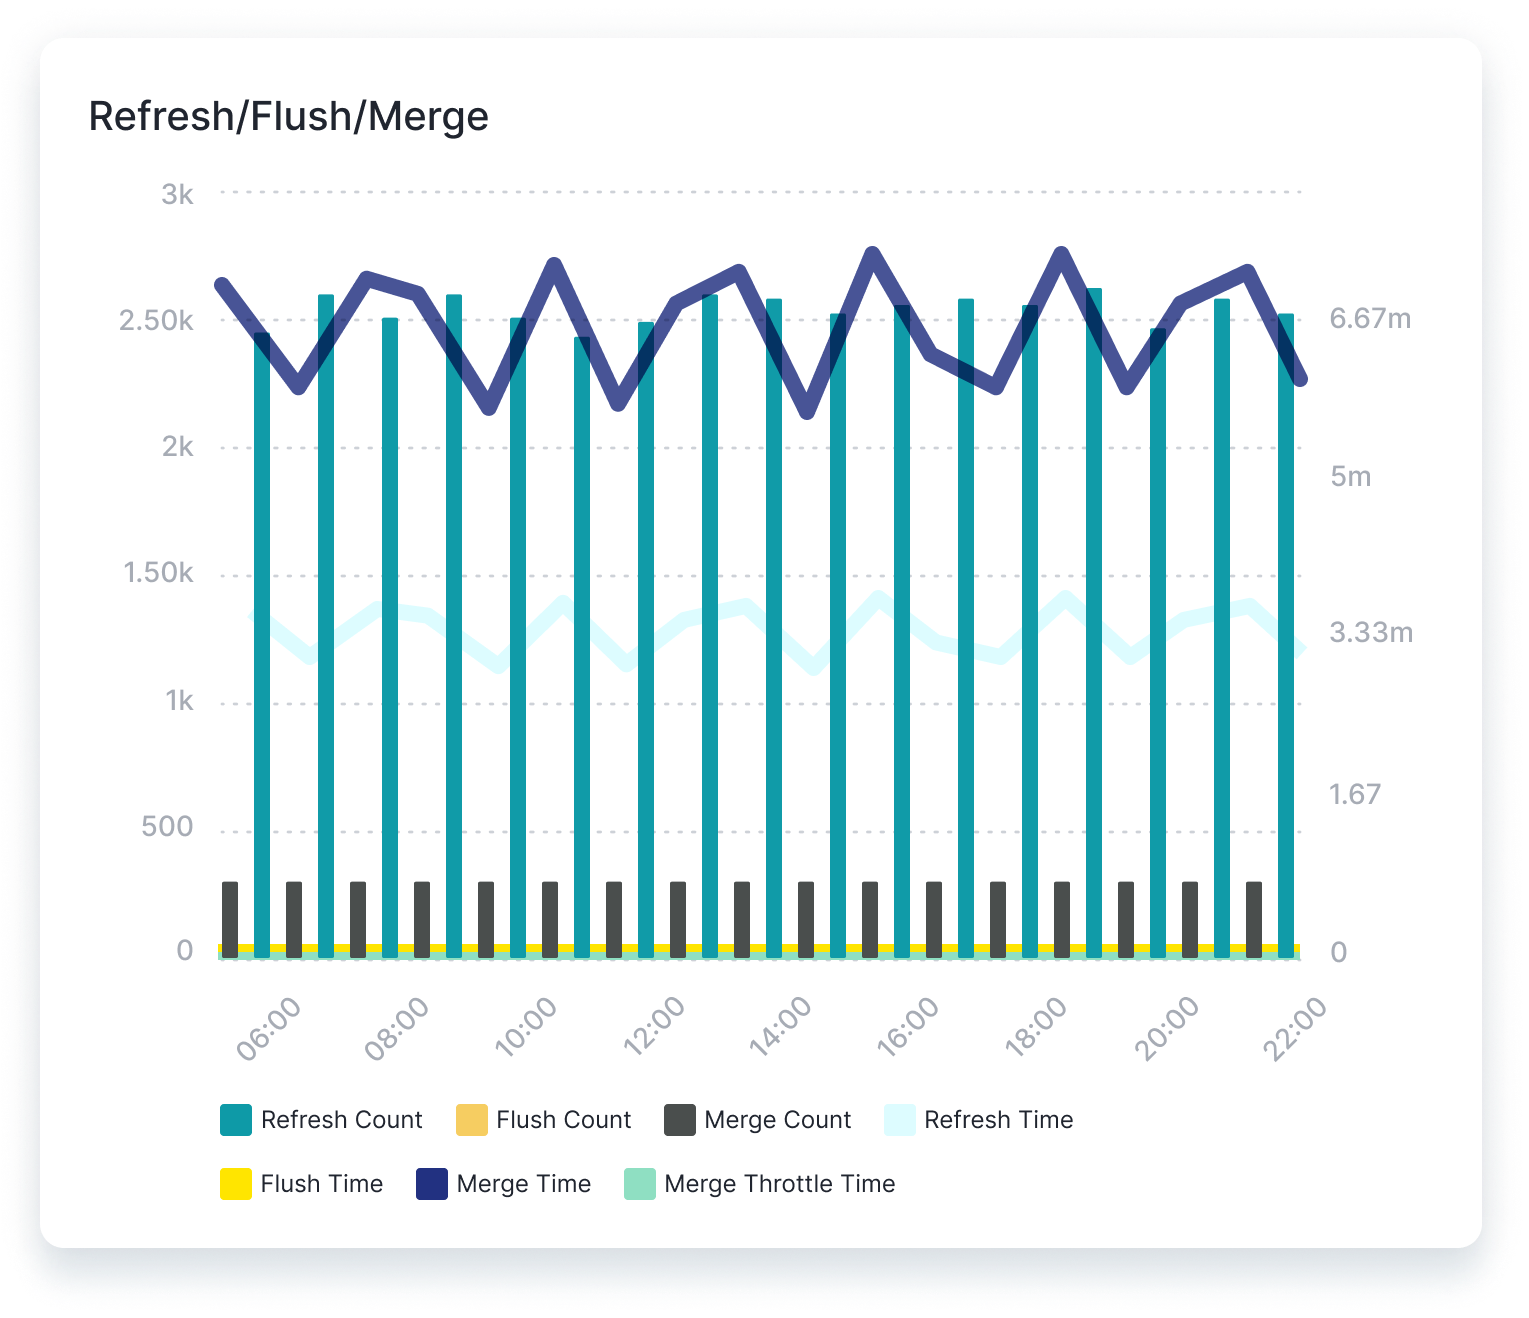 Refresh/Flush/Merge
3k
2.50k
2k
1.50k
1k
500
0
6.67m
5m
3.33m
1.67
0
06:00 08:00 10:00 12:00 14:00 16:00 18:00 20:00 22:00
Refresh Count Flush Count Merge Count Refresh Time
Flush Time Merge Time Merge Throttle Time